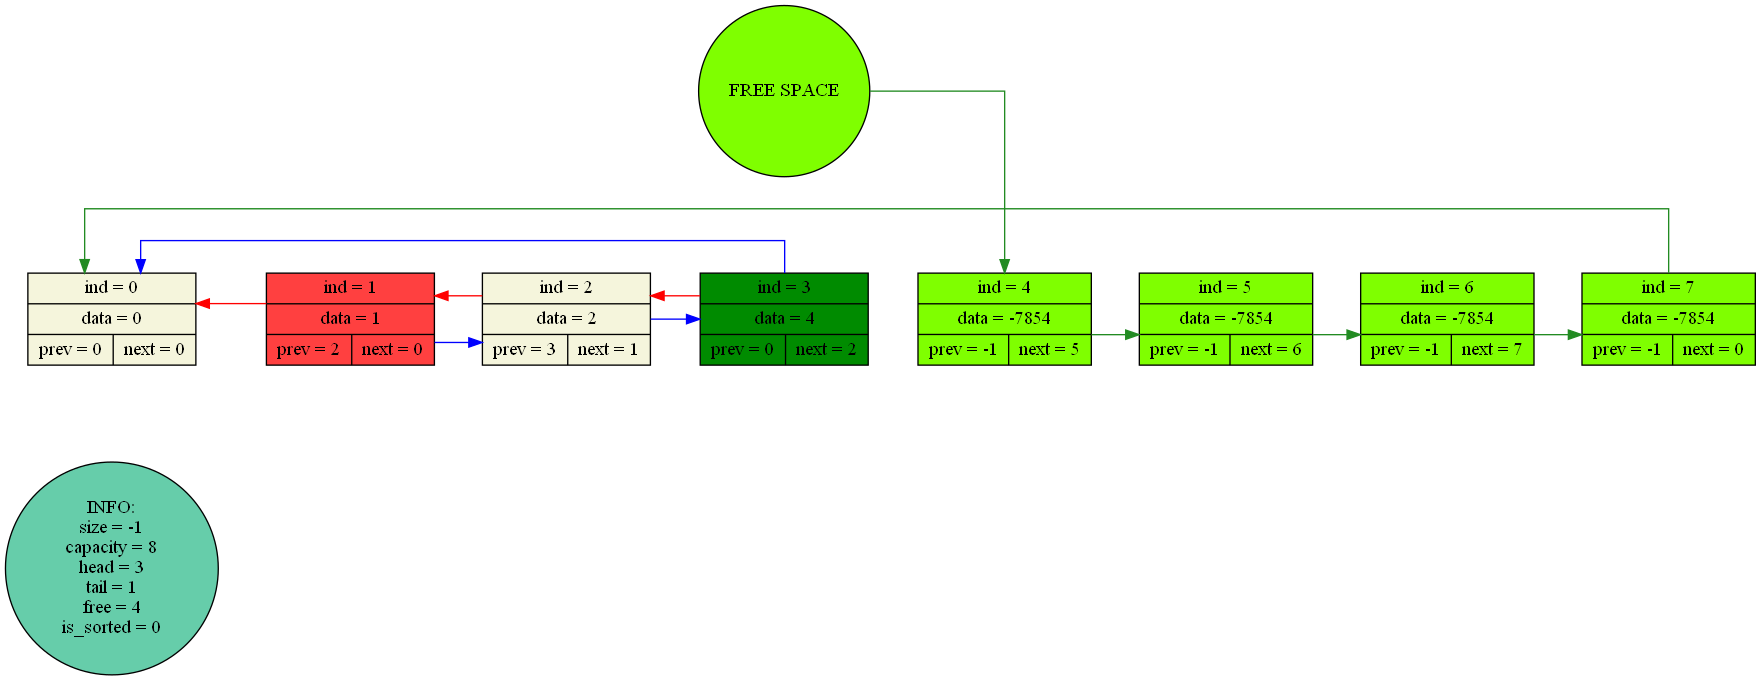 FREE SPACE
ind = 0
data = 0
prev = 0 next = 0
ind = 1
data = 1
prev = 2 next = 0
ind = 2
data = 2
prev = 3 next = 1
ind = 3
data = 4
prev = 0 next = 2
ind = 4
data = -7854
prev = -1 next = 5
ind = 5
data = -7854
prev = -1 next = 6
ind = 6
data = -7854
prev = -1 next = 7
ind = 7
data = -7854
prev = -1 next = 0
INFO:
size = -1
capacity = 8
head = 3
tail = 1
free = 4
is_sorted = 0